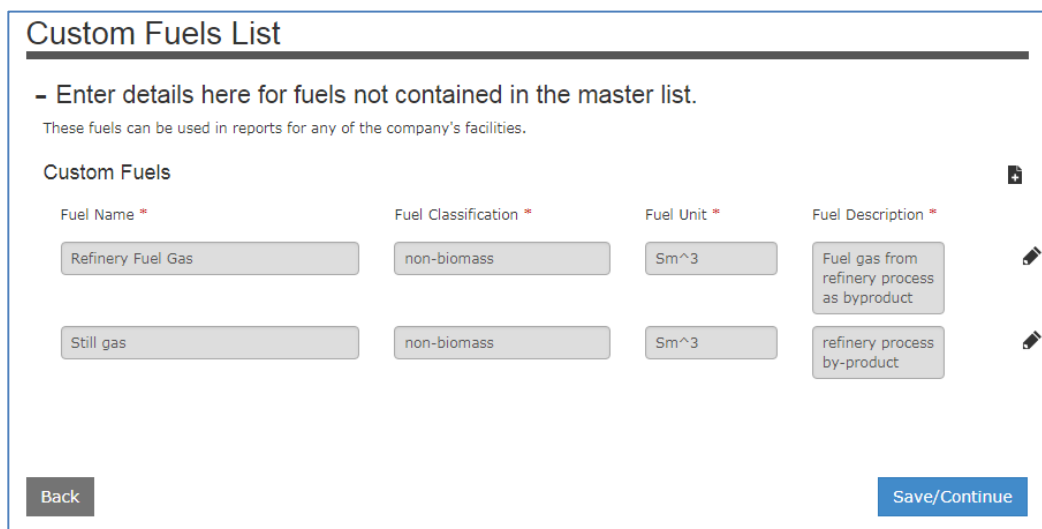 Custom Fuels List
- Enter details here for fuels not contained in the master list.
These fuels can be used in reports for any of the company's facilities.
Custom Fuels
Fuel Name * Fuel Classification * Fuel Unit * Fuel Description *
Refinery Fuel Gas non-biomass Sm^3 Fuel gas from
refinery process
as byproduct
Still gas non-biomass Sm^3 refinery process
by-product
Back Save/Continue